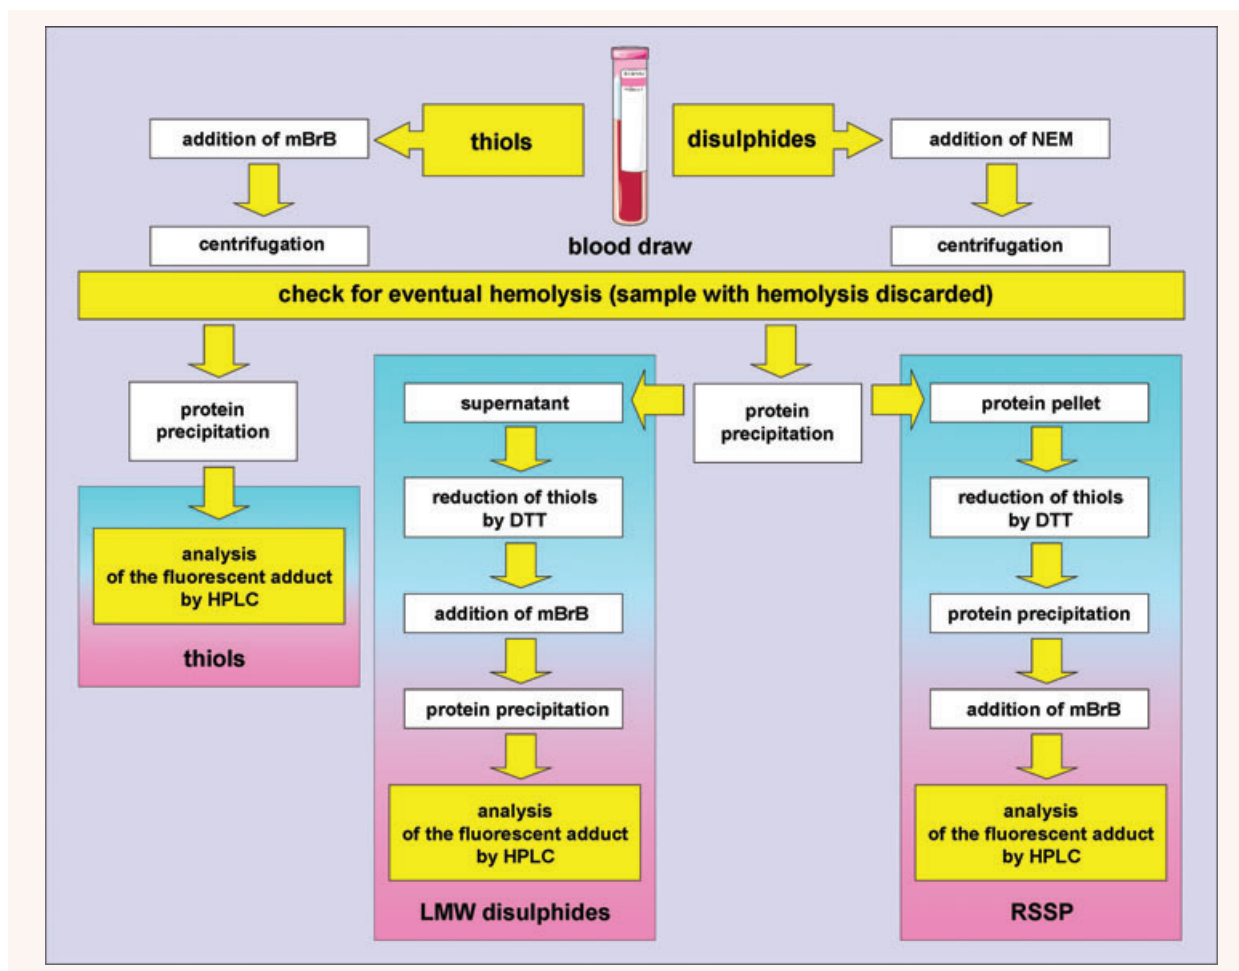 addition of mBrB
thiols
disulphides
addition of NEM
centrifugation
blood draw
centrifugation
check for eventual hemolysis (sample with hemolysis discarded)
protein
precipitation
analysis
of the fluorescent adduct
by HPLC
thiols
protein
precipitation
supernatant
reduction of thiols
by DTT
addition of mBrB
protein precipitation
analysis
of the fluorescent adduct
by HPLC
LMW disulphides
protein pellet
reduction of thiols
by DTT
protein precipitation
addition of mBrB
analysis
of the fluorescent adduct
by HPLC
RSSP